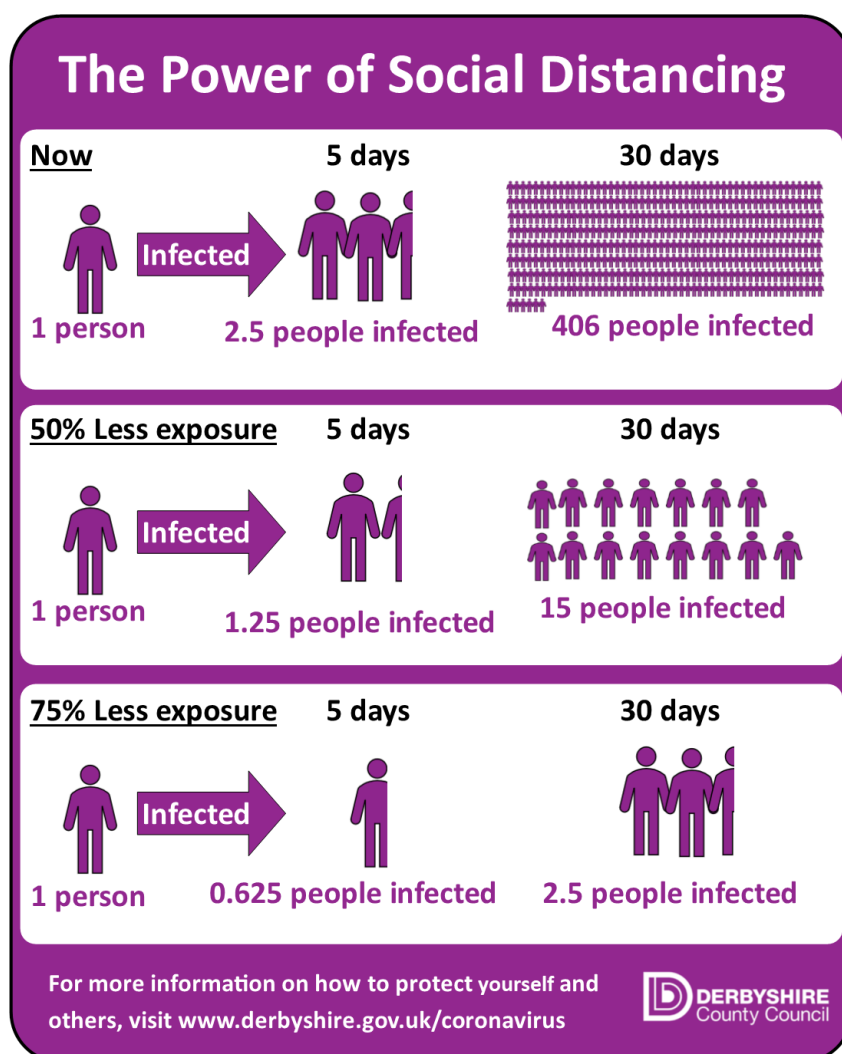 The Power of Social Distancing
Now
5 days
30 days
Infected
1 person
2.5 people infected
406 people infected
50% Less exposure
5 days
30 days
Infected
1 person
1.25 people infected
15 people infected
75% Less exposure
5 days
30 days
Infected
1 person
0.625 people infected
2.5 people infected
For more information on how to protect yourself and
others, visit www.derbyshire.gov.uk/coronavirus
DERBYSHIRE
County Council